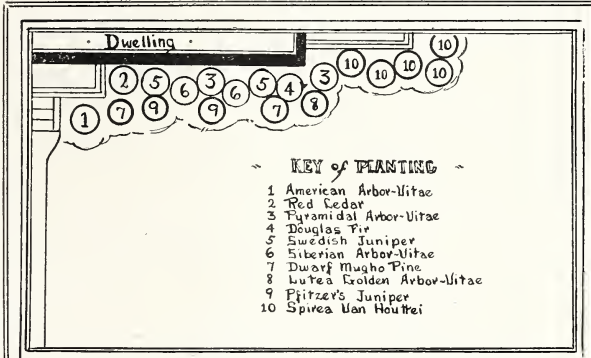 · Dwelling ·
10
2 5 3 5 4 3 10 10 10 10
6 6
1 7 9 9 7 8
~ KEY of PLANTING ~
1 American Arbor-Vitae
2 Red Cedar
3 Pyramidal Arbor-Vitae
4 Douglas Fir
5 Swedish Juniper
6 Siberian Arbor-Vitae
7 Dwarf Mugho Pine
8 Lutea Golden Arbor-Vitae
9 Pfitzer's Juniper
10 Spirea Van Houttei